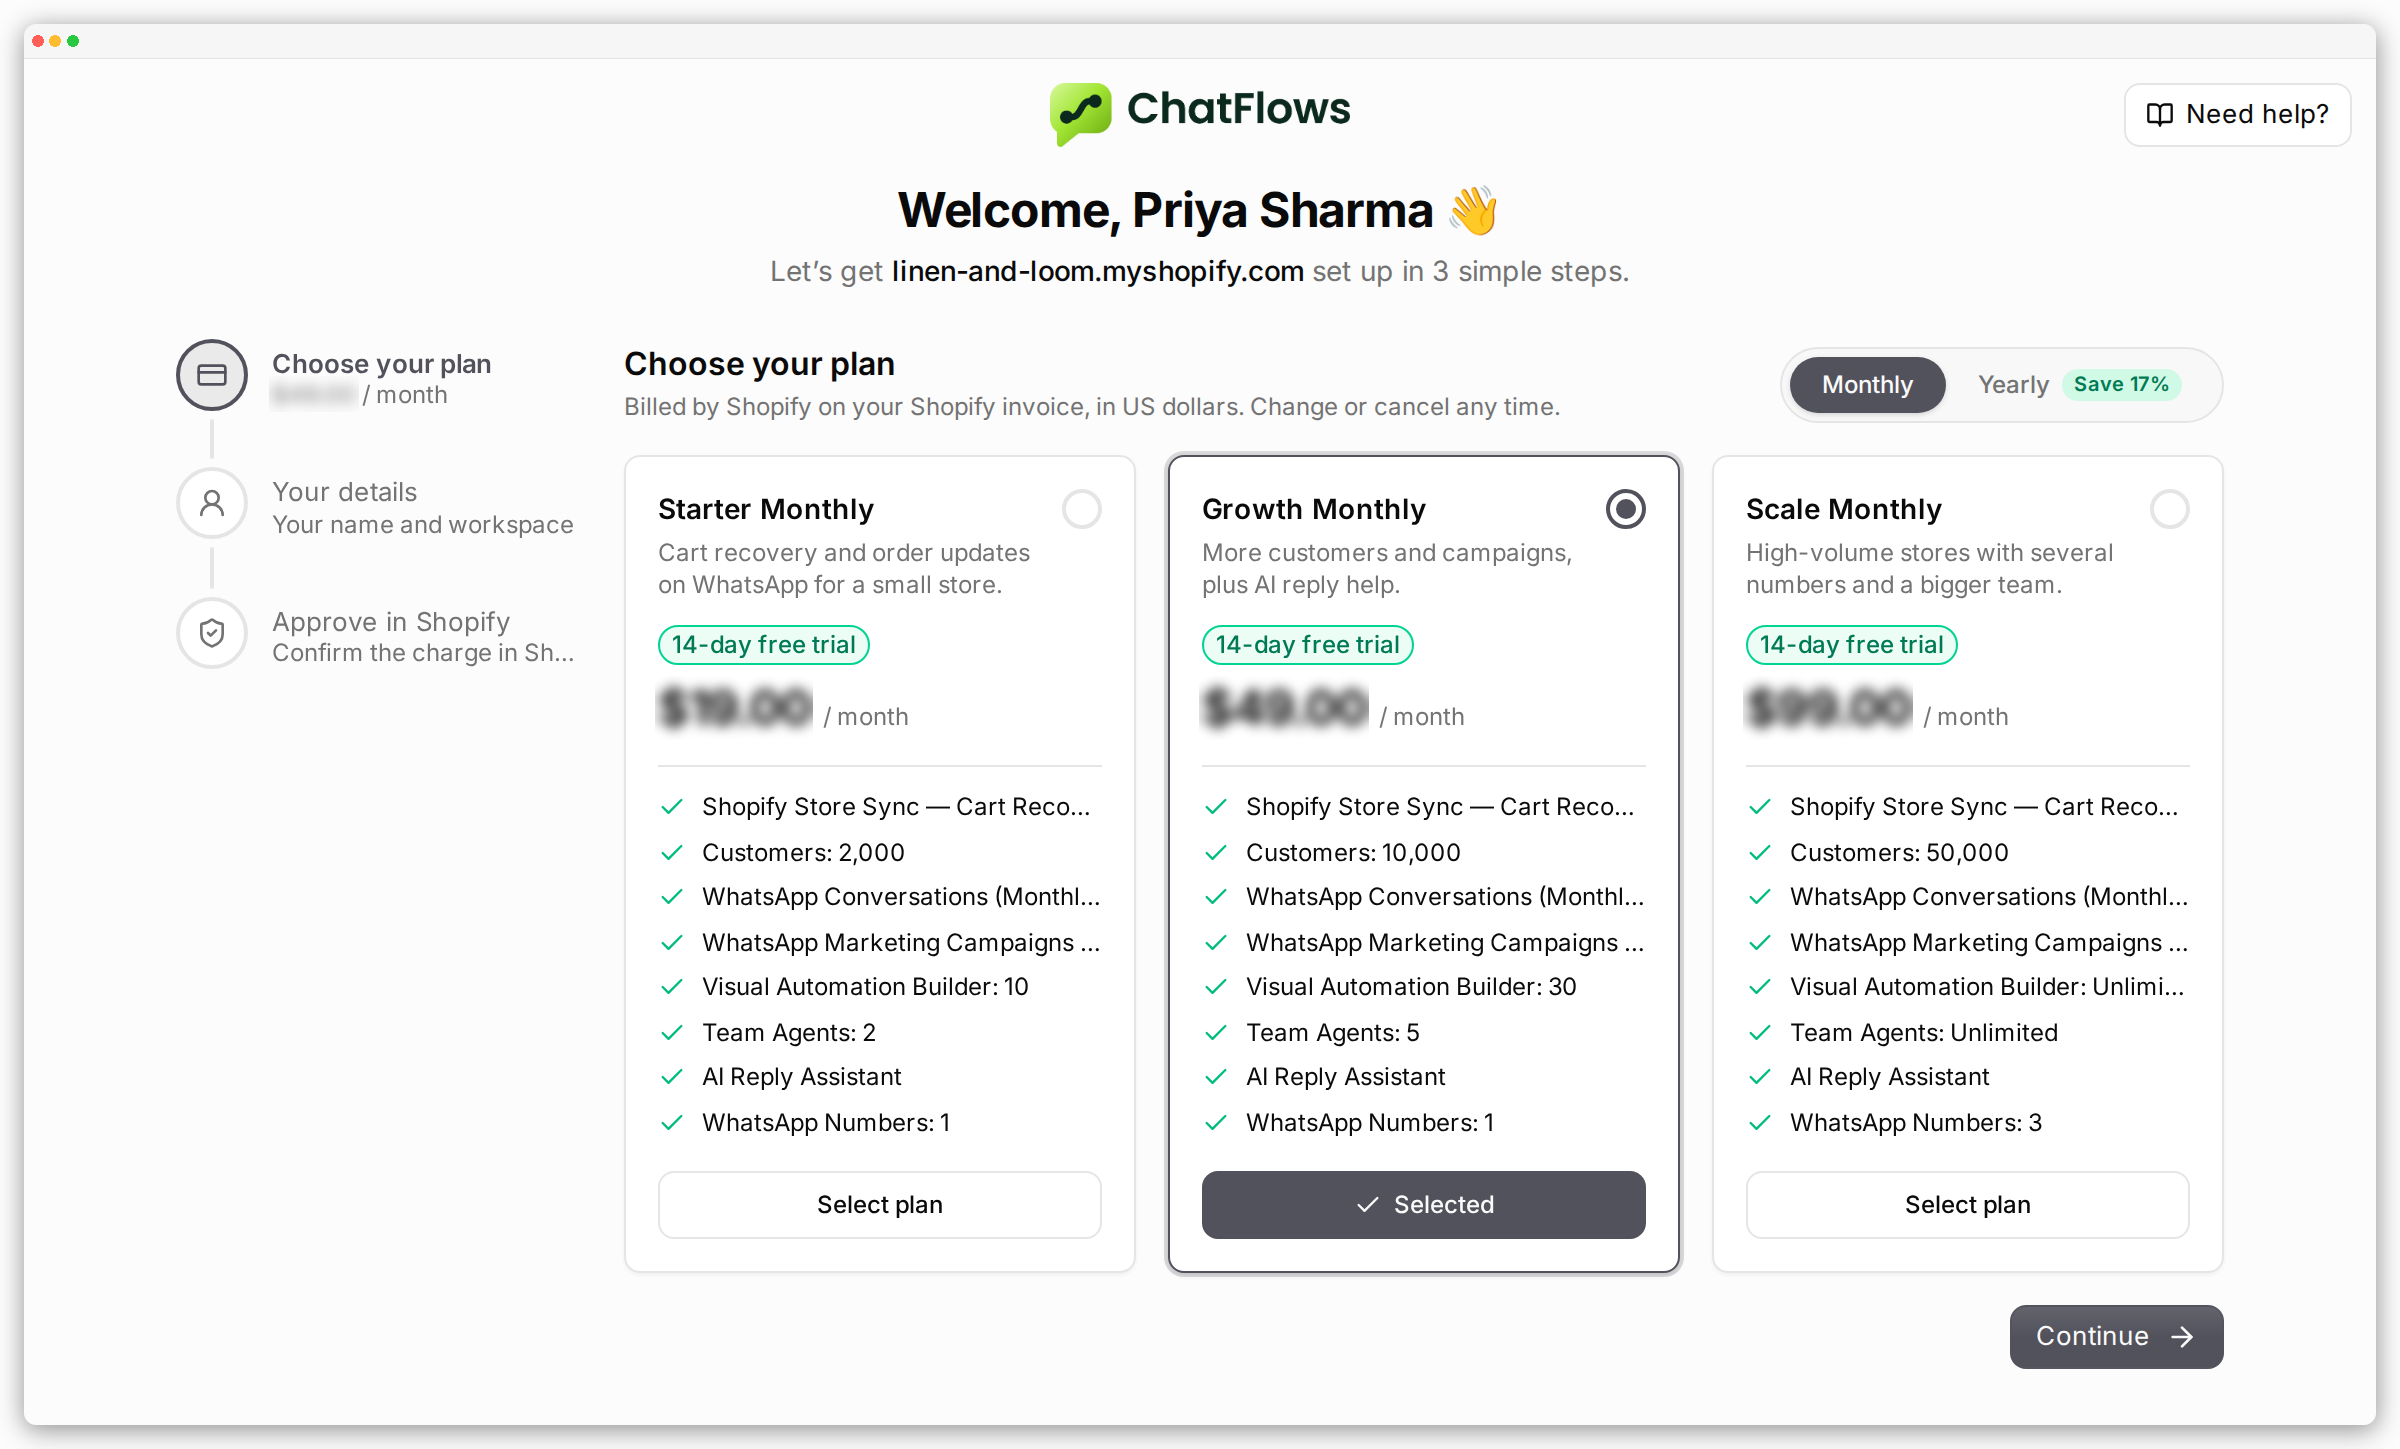 ChatFlows
Need help?
Welcome, Priya Sharma 👋
Let's get linen-and-loom.myshopify.com set up in 3 simple steps.
Choose your plan
/ month
Your details
Your name and workspace
Approve in Shopify
Confirm the charge in Sh...
Choose your plan
Billed by Shopify on your Shopify invoice, in US dollars. Change or cancel any time.
Monthly
Yearly
Save 17%
Starter Monthly
Cart recovery and order updates
on WhatsApp for a small store.
14-day free trial
$19.00 / month
Shopify Store Sync — Cart Reco...
Customers: 2,000
WhatsApp Conversations (Monthl...
WhatsApp Marketing Campaigns ...
Visual Automation Builder: 10
Team Agents: 2
AI Reply Assistant
WhatsApp Numbers: 1
Select plan
Growth Monthly
More customers and campaigns,
plus AI reply help.
14-day free trial
$49.00 / month
Shopify Store Sync — Cart Reco...
Customers: 10,000
WhatsApp Conversations (Monthl...
WhatsApp Marketing Campaigns ...
Visual Automation Builder: 30
Team Agents: 5
AI Reply Assistant
WhatsApp Numbers: 1
Selected
Scale Monthly
High-volume stores with several
numbers and a bigger team.
14-day free trial
$99.00 / month
Shopify Store Sync — Cart Reco...
Customers: 50,000
WhatsApp Conversations (Monthl...
WhatsApp Marketing Campaigns ...
Visual Automation Builder: Unlimi...
Team Agents: Unlimited
AI Reply Assistant
WhatsApp Numbers: 3
Select plan
Continue